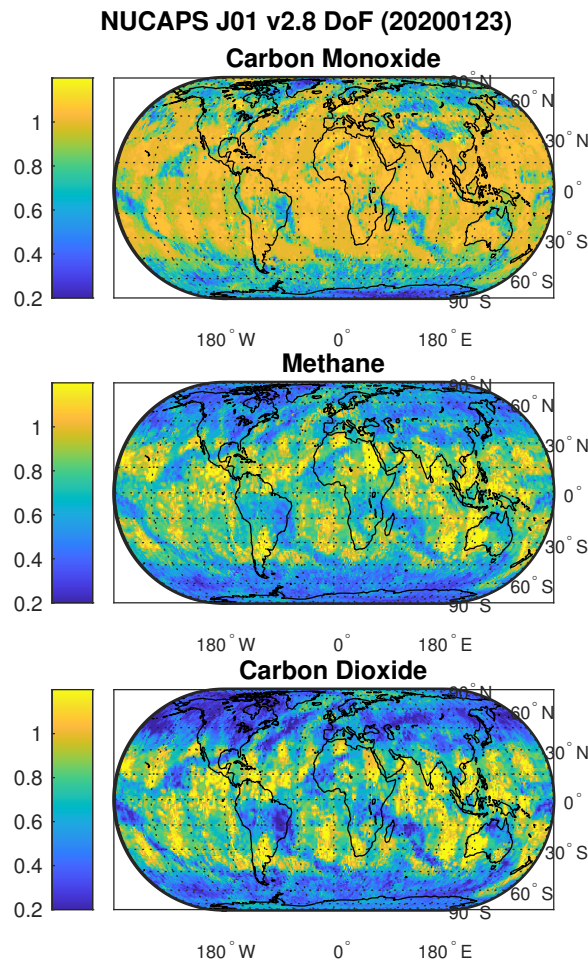 NUCAPS J01 v2.8 DoF (20200123)
Carbon Monoxide
1
0.8
0.6
0.4
0.2
90° N
60° N
30° N
0°
30° S
60° S
90° S
180° W
0°
180° E
Methane
1
0.8
0.6
0.4
0.2
90° N
60° N
30° N
0°
30° S
60° S
90° S
180° W
0°
180° E
Carbon Dioxide
1
0.8
0.6
0.4
0.2
90° N
60° N
30° N
0°
30° S
60° S
90° S
180° W
0°
180° E